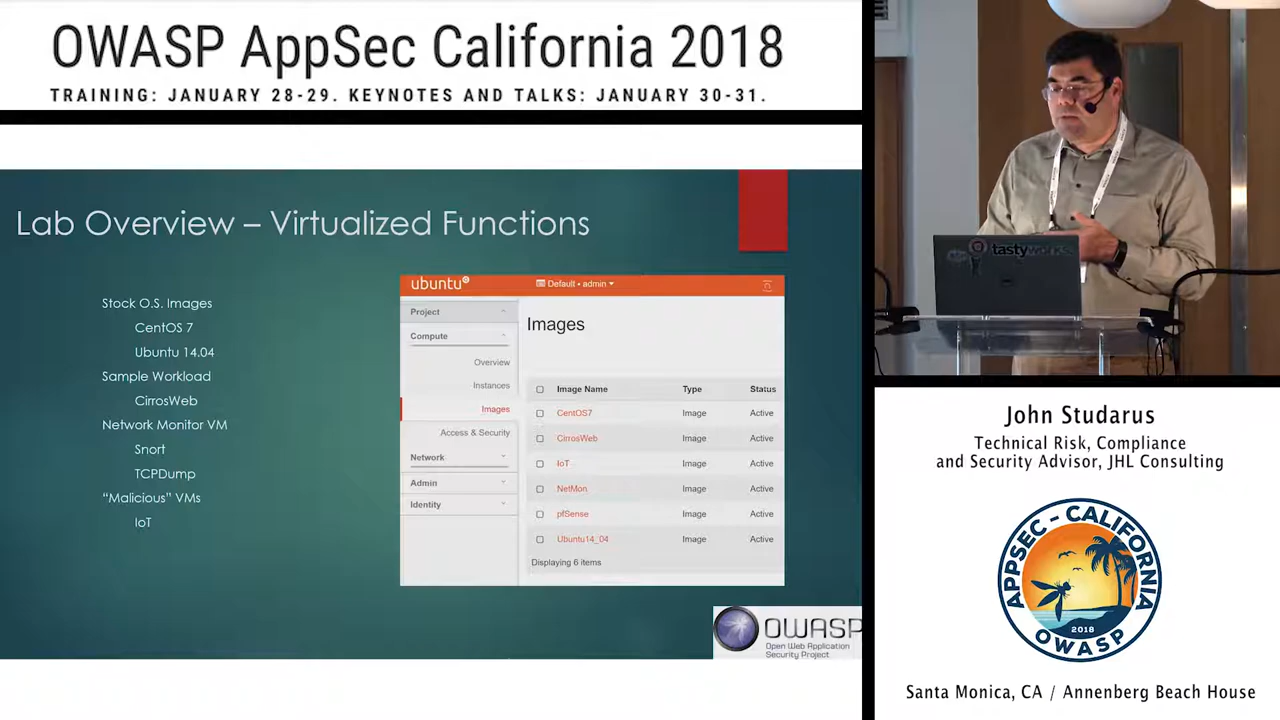 OWASP AppSec California 2018
TRAINING: JANUARY 28-29. KEYNOTES AND TALKS: JANUARY 30-31.
Lab Overview – Virtualized Functions
Stock O.S. Images
CentOS 7
Ubuntu 14.04
Sample Workload
CirrosWeb
Network Monitor VM
Snort
TCPDump
“Malicious” VMs
IoT
ubuntu
Default • admin
Project
Compute
Overview
Instances
Images
Access & Security
Network
Admin
Identity
Images
Image Name Type Status
CentOS7 Image Active
CirrosWeb Image Active
IoT Image Active
NetMon Image Active
pfSense Image Active
Ubuntu14_04 Image Active
Displaying 6 items
OWASP
Open Web Application
Security Project
tastyworks
John Studarus
Technical Risk, Compliance
and Security Advisor, JHL Consulting
APPSEC - CALIFORNIA
2018
OWASP
Santa Monica, CA / Annenberg Beach House